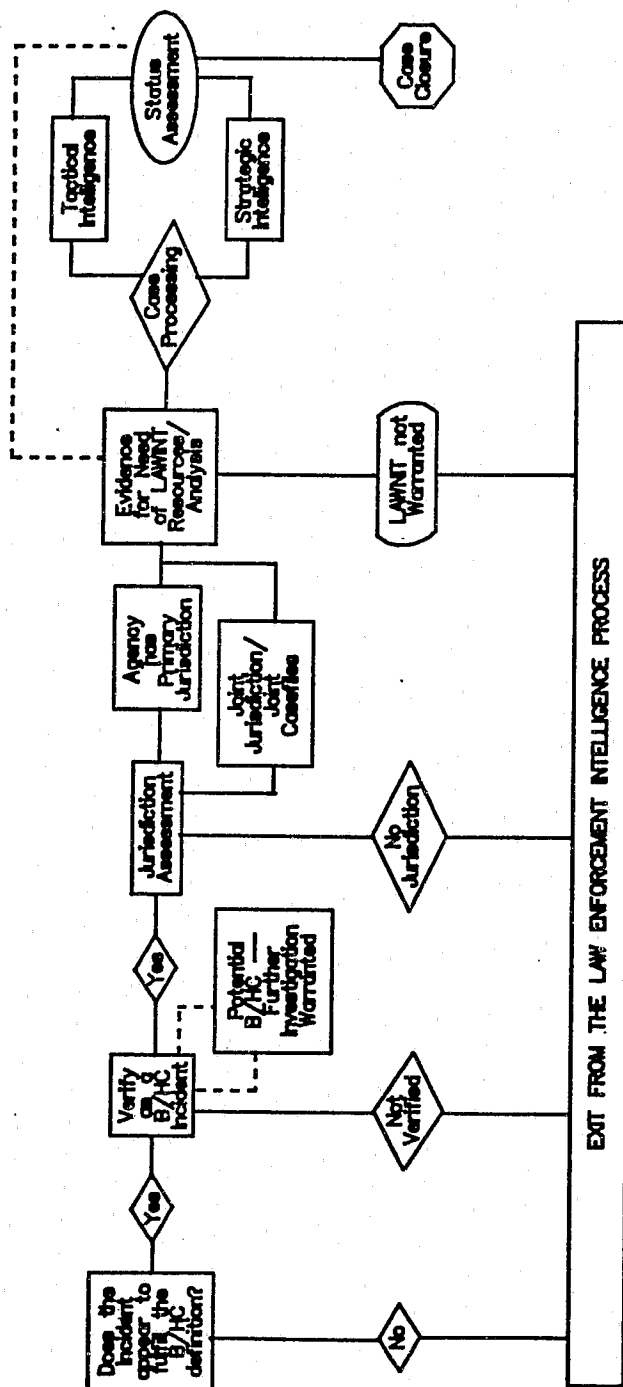 Does the
Incident
appear to
fulfill the
B/HC
definition?
Yes
No
Verify
as a
B/HC
Incident
Not
Verified
Potential
B/HC —
Further
Investigation
Warranted
Yes
Jurisdiction
Assessment
No
Jurisdiction
Agency
has
Primary
Jurisdiction
Joint
Jurisdiction/
Joint
Casefiles
Evidence
for Need
of LAWINT
Resources/
Analysis
LAWNIT not
Warranted
Case
Processing
Tactical
Intelligence
Strategic
Intelligence
Status
Assessment
Case
Closure
EXIT FROM THE LAW ENFORCEMENT INTELLIGENCE PROCESS